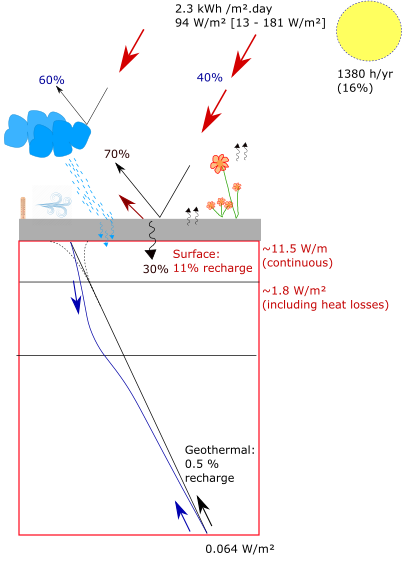 2.3 kWh /m².day
94 W/m² [13 - 181 W/m²]
1380 h/yr
(16%)
60%
40%
70%
30%
Surface:
11% recharge
~11.5 W/m
(continuous)
~1.8 W/m²
(including heat losses)
Geothermal:
0.5 %
recharge
0.064 W/m²